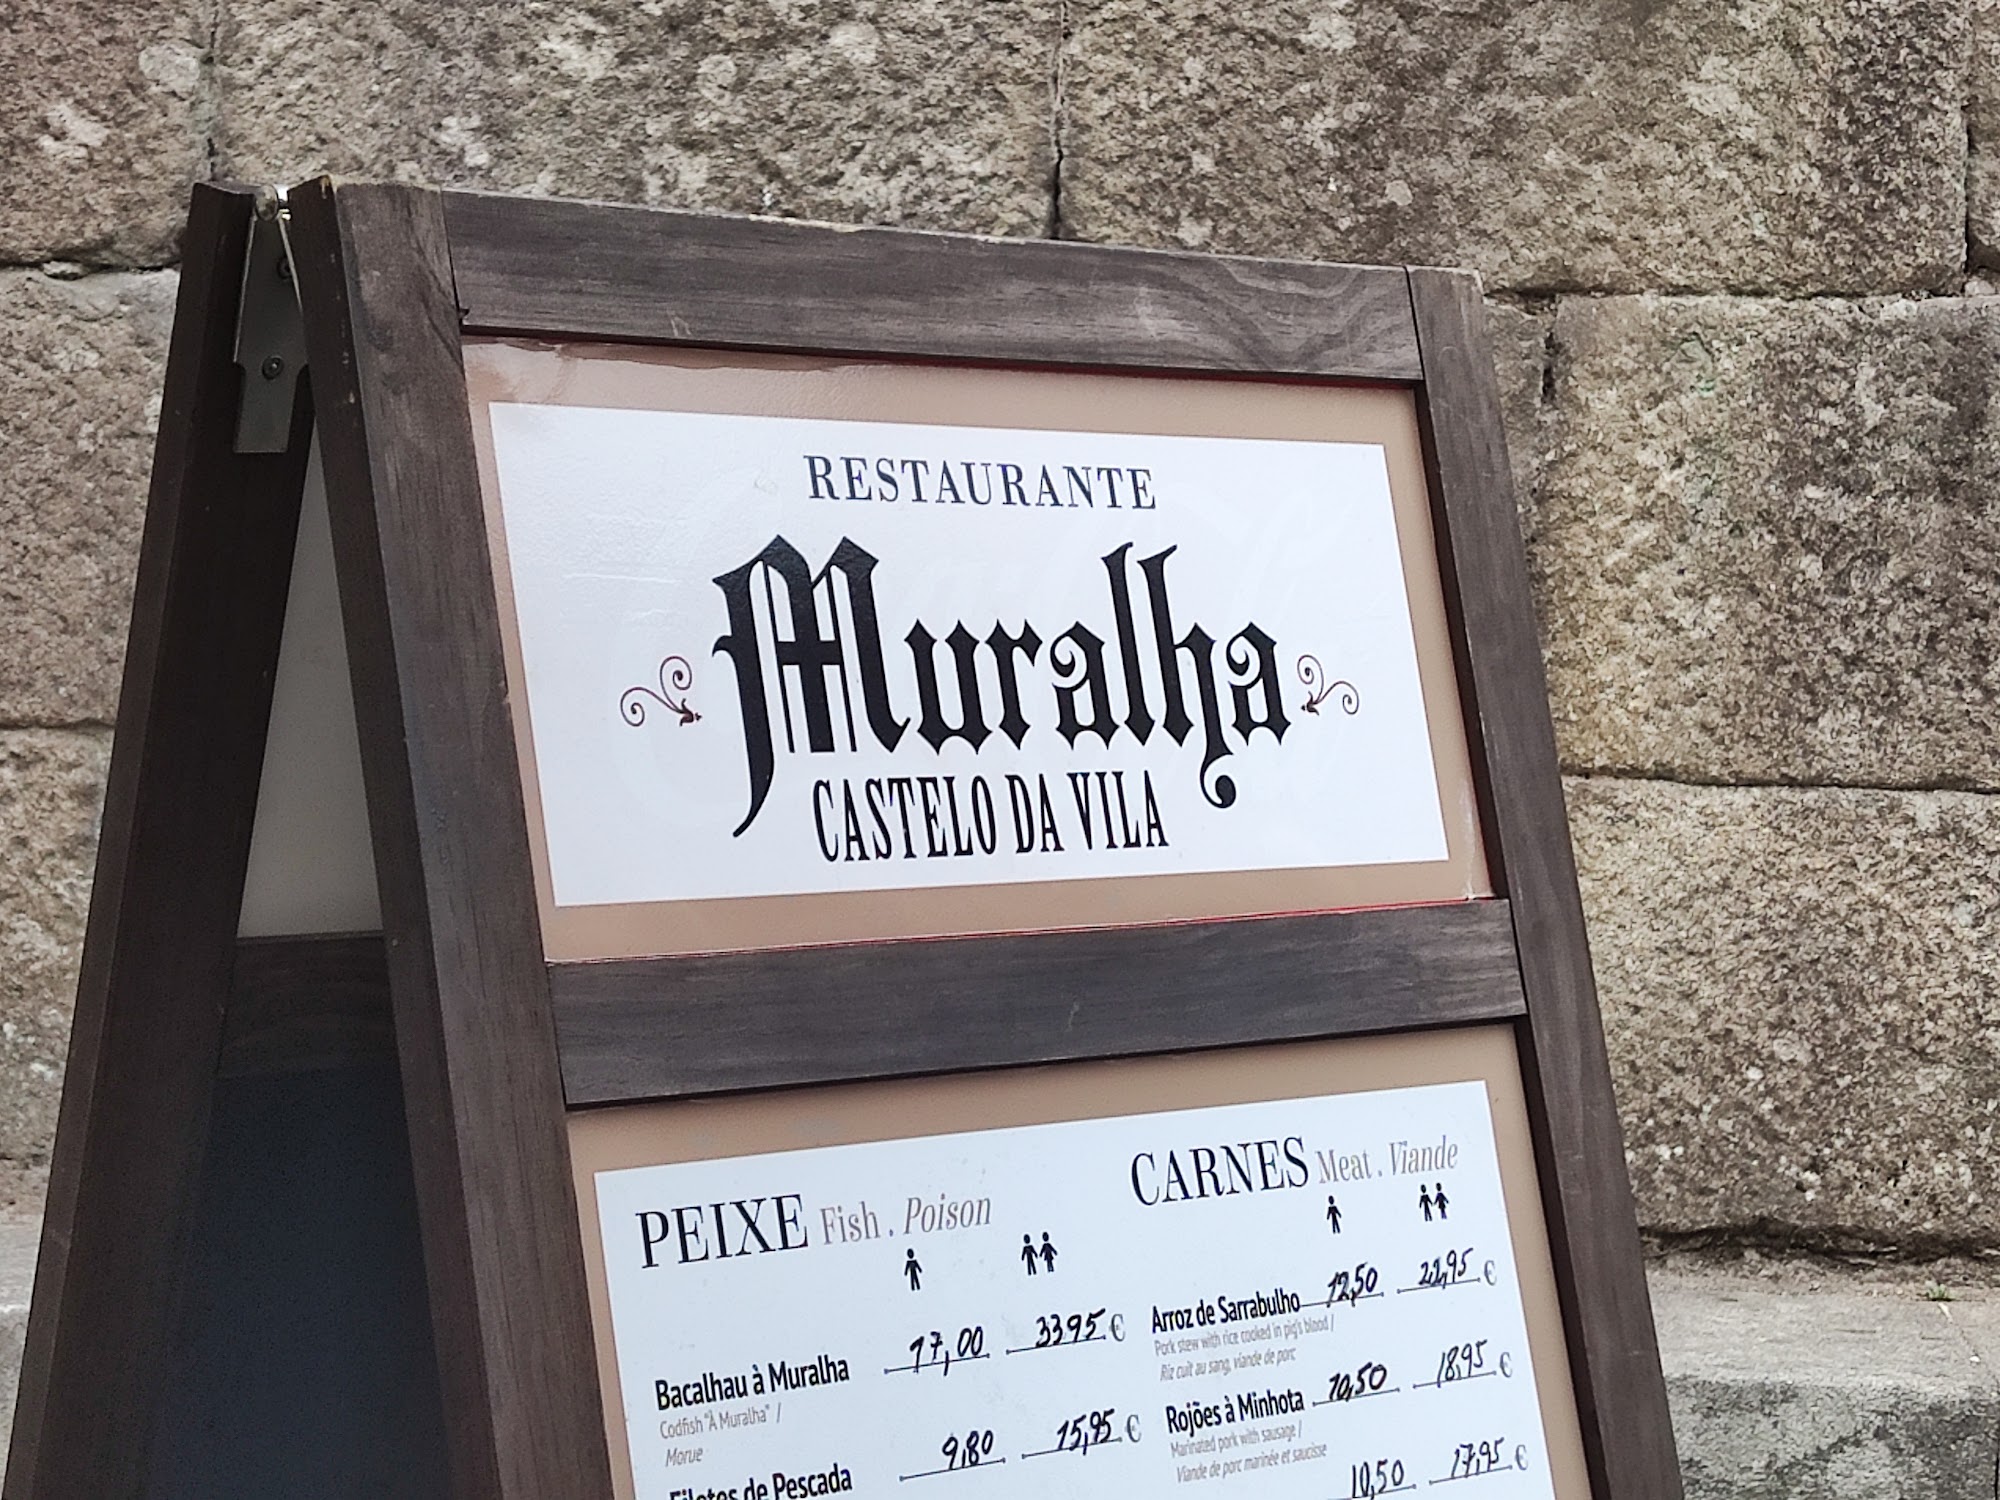 RESTAURANTE
Muralha
CASTELO DA VILA
PEIXE Fish . Poison
Bacalhau à Muralha 17,00 33,95 €
Codfish "À Muralha" /
Morue
Filetes de Pescada 9,80 15,95 €
CARNES Meat . Viande
Arroz de Sarrabulho 12,50 22,95 €
Pork stew with rice cooked in pig's blood /
Riz cuit au sang, viande de porc
Rojões à Minhota 10,50 18,95 €
Marinated pork with sausage /
Viande de porc marinée et saucisse
10,50 17,95 €